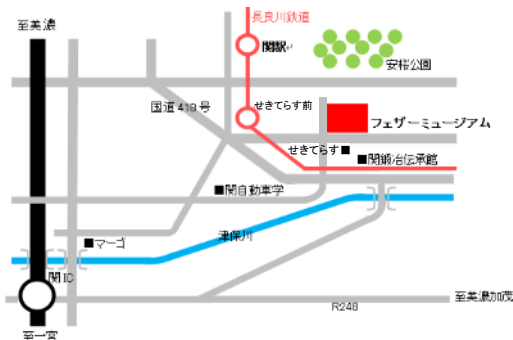 長良川鉄道
至美濃
関駅
安桜公園
国道418号
せきてらす前
フェザーミュージアム
せきてらす■
■関鍛冶伝承館
■関自動車学
津保川
■マーゴ
関IC
至美濃加茂
R248
至一宮